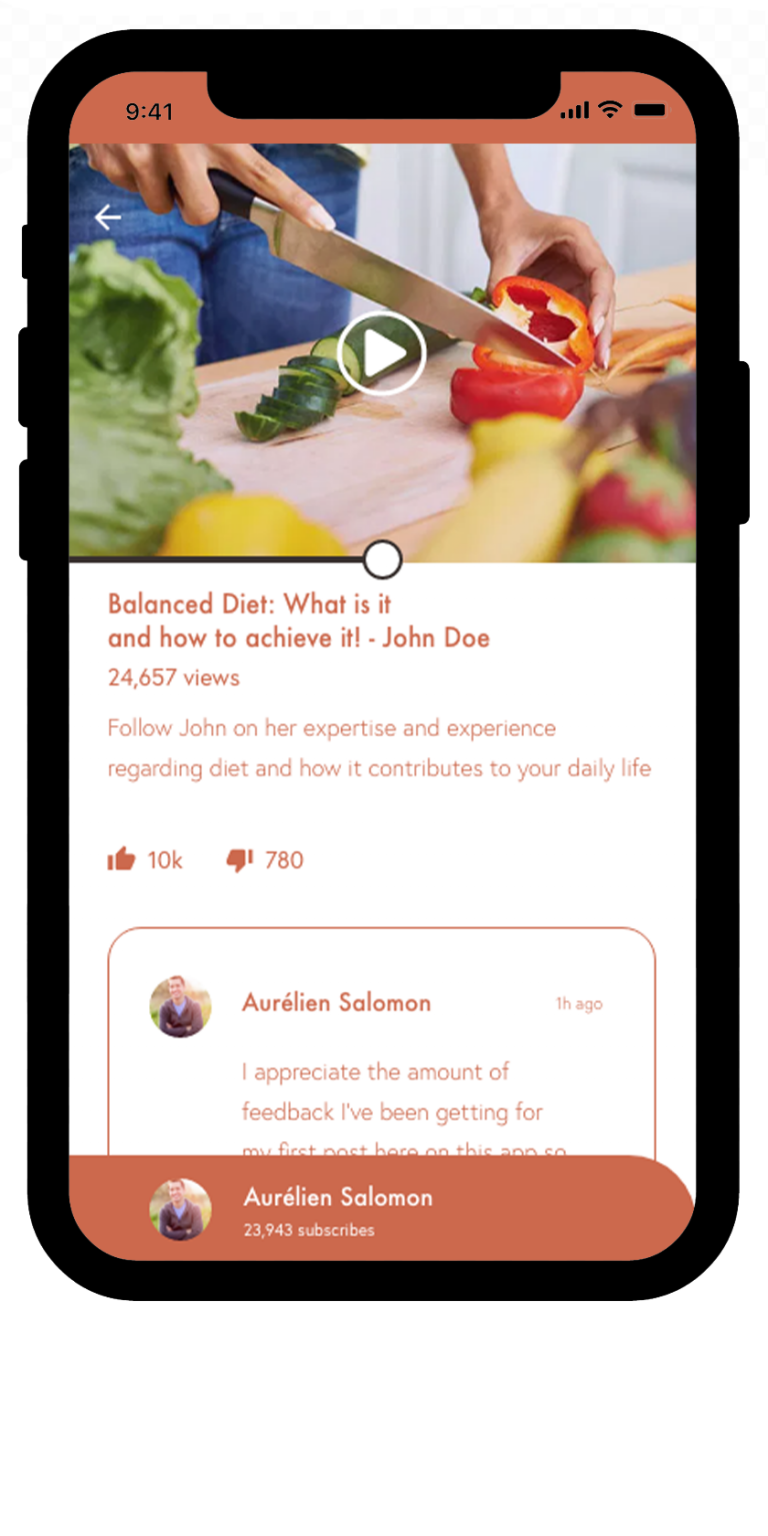 9:41
Balanced Diet: What is it
and how to achieve it! - John Doe
24,657 views
Follow John on her expertise and experience
regarding diet and how it contributes to your daily life
10k 780
Aurélien Salomon 1h ago
I appreciate the amount of
feedback I've been getting for
my first post here on this app so
Aurélien Salomon
23,943 subscribes